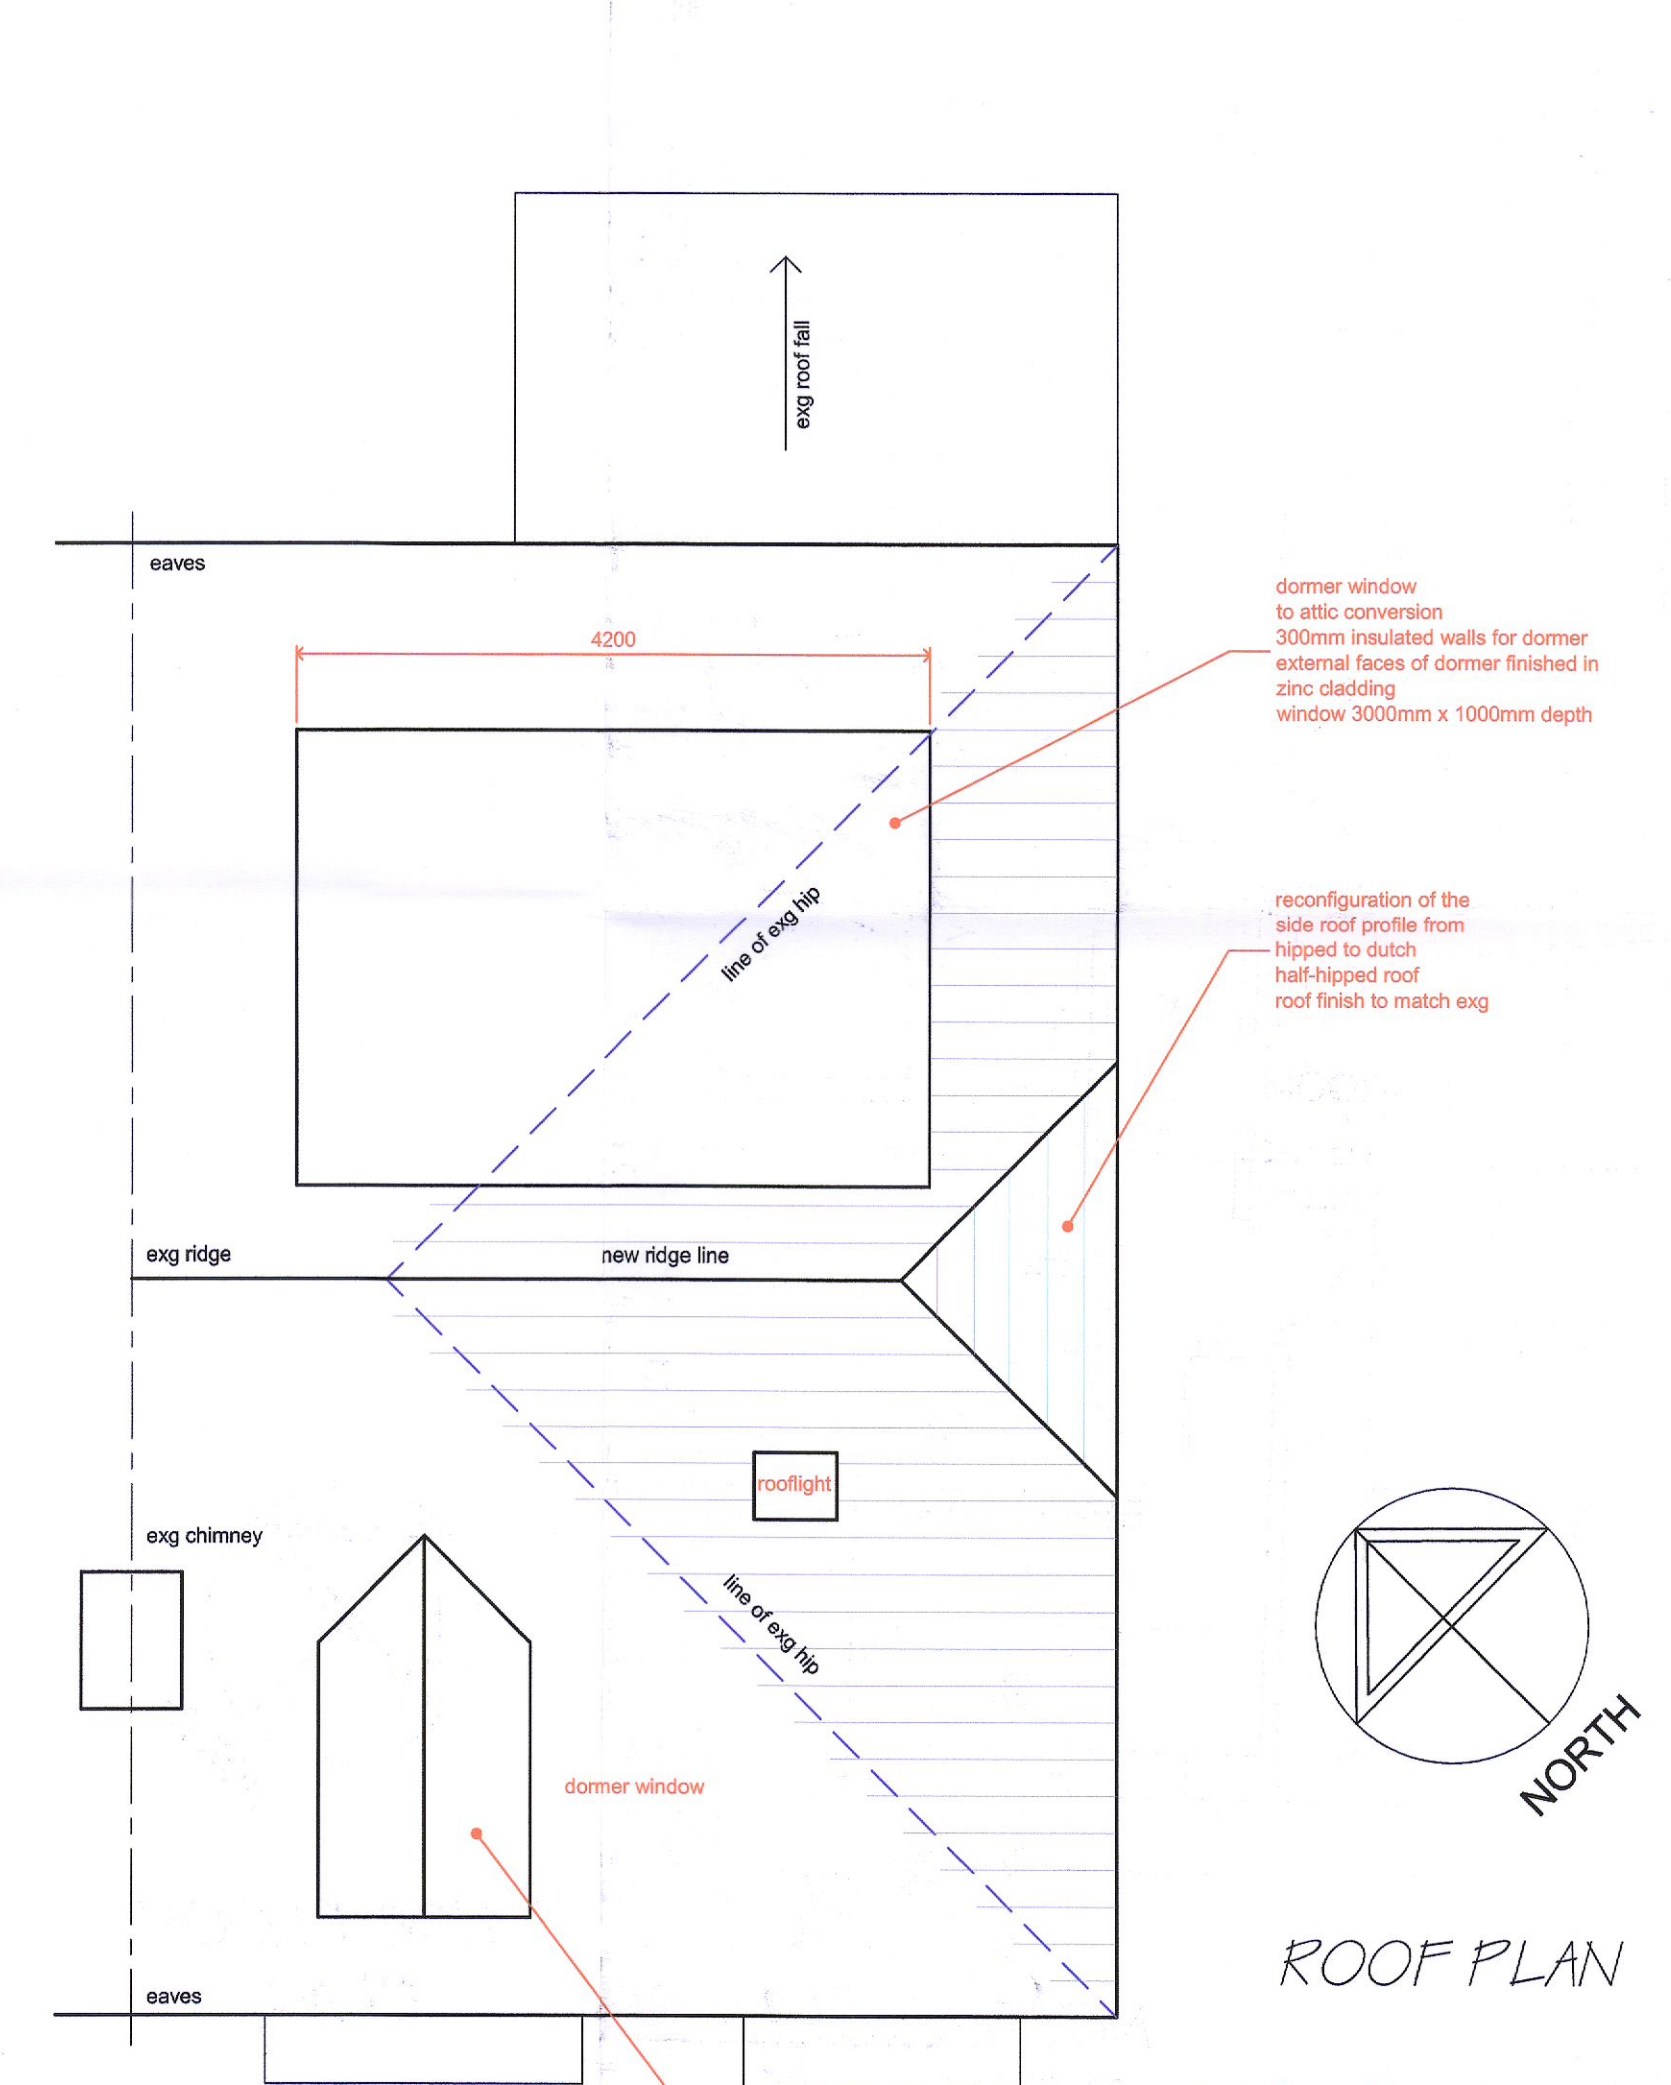 exg roof fall
eaves
4200
dormer window
to attic conversion
300mm insulated walls for dormer
external faces of dormer finished in
zinc cladding
window 3000mm x 1000mm depth
line of exg hip
reconfiguration of the
side roof profile from
hipped to dutch
half-hipped roof
roof finish to match exg
exg ridge
new ridge line
rooflight
exg chimney
line of exg hip
dormer window
NORTH
ROOF PLAN
eaves